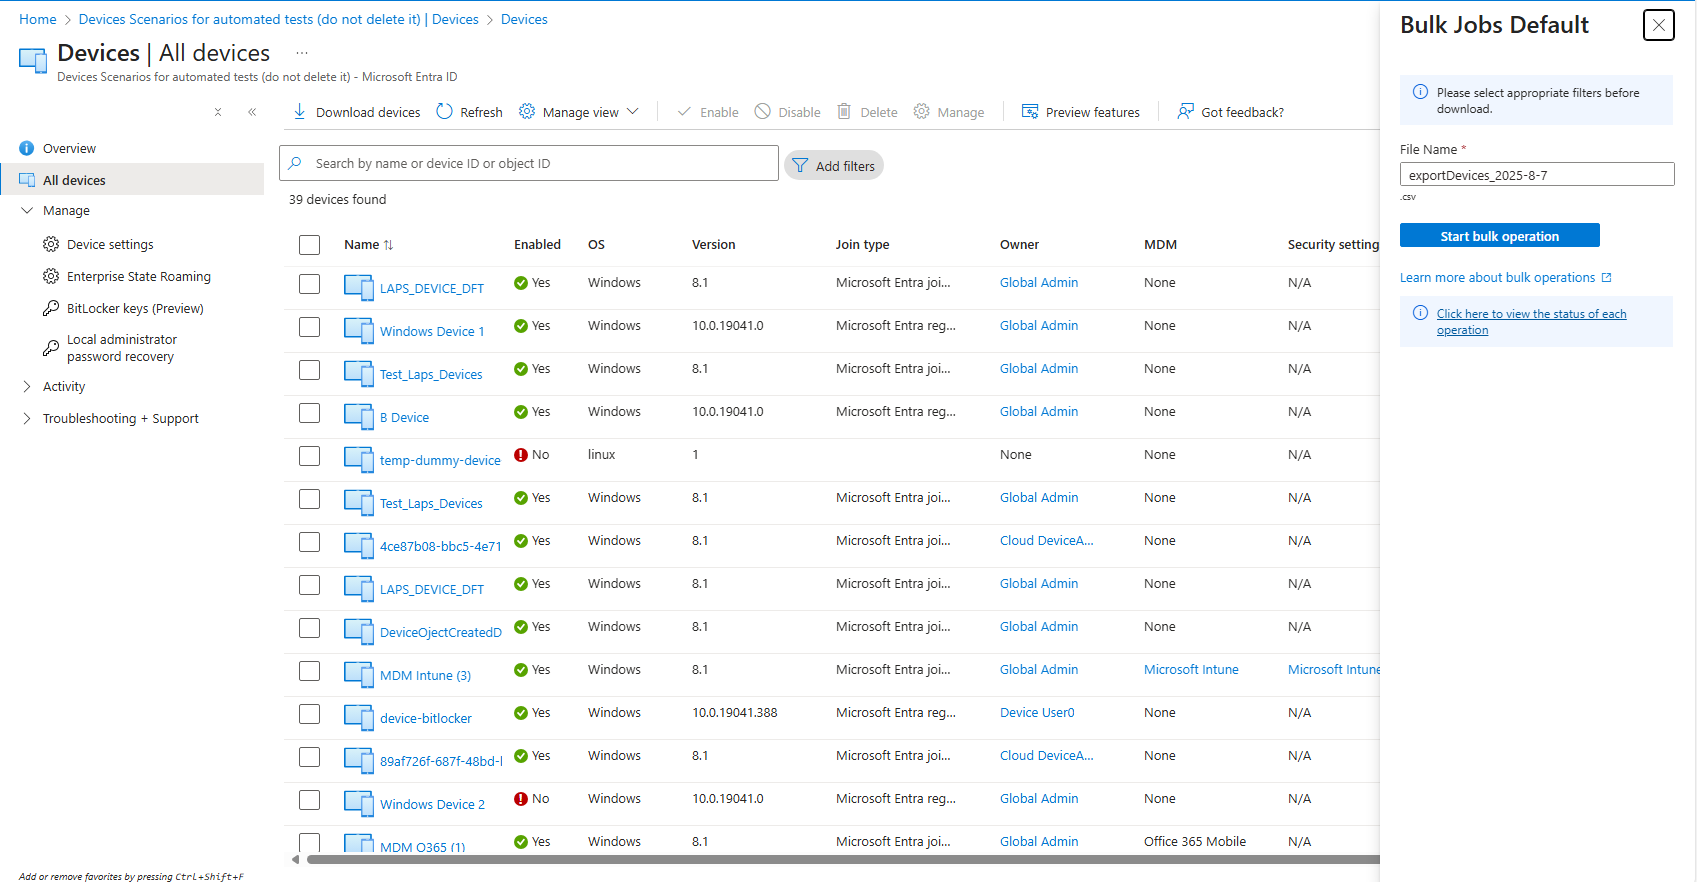 Home > Devices Scenarios for automated tests (do not delete it) | Devices > Devices
Devices | All devices ...
Devices Scenarios for automated tests (do not delete it) - Microsoft Entra ID
Overview
All devices
Manage
Device settings
Enterprise State Roaming
BitLocker keys (Preview)
Local administrator
password recovery
Activity
Troubleshooting + Support
Add or remove favorites by pressing Ctrl+Shift+F
Download devices Refresh Manage view Enable Disable Delete Manage Preview features Got feedback?
Search by name or device ID or object ID
Add filters
39 devices found
Name Enabled OS Version Join type Owner MDM Security setting
LAPS_DEVICE_DFT Yes Windows 8.1 Microsoft Entra joi... Global Admin None N/A
Windows Device 1 Yes Windows 10.0.19041.0 Microsoft Entra reg... Global Admin None N/A
Test_Laps_Devices Yes Windows 8.1 Microsoft Entra joi... Global Admin None N/A
B Device Yes Windows 10.0.19041.0 Microsoft Entra reg... Global Admin None N/A
temp-dummy-device No linux 1 None None N/A
Test_Laps_Devices Yes Windows 8.1 Microsoft Entra joi... Global Admin None N/A
4ce87b08-bbc5-4e71 Yes Windows 8.1 Microsoft Entra joi... Cloud DeviceA... None N/A
LAPS_DEVICE_DFT Yes Windows 8.1 Microsoft Entra joi... Global Admin None N/A
DeviceOjectCreatedD Yes Windows 8.1 Microsoft Entra joi... Global Admin None N/A
MDM Intune (3) Yes Windows 8.1 Microsoft Entra joi... Global Admin Microsoft Intune Microsoft Intune
device-bitlocker Yes Windows 10.0.19041.388 Microsoft Entra reg... Device User0 None N/A
89af726f-687f-48bd- Yes Windows 8.1 Microsoft Entra joi... Cloud DeviceA... None N/A
Windows Device 2 No Windows 10.0.19041.0 Microsoft Entra reg... Global Admin None N/A
MDM O365 (1) Yes Windows 8.1 Microsoft Entra joi... Global Admin Office 365 Mobile N/A
Bulk Jobs Default
Please select appropriate filters before
download.
File Name *
exportDevices_2025-8-7
.csv
Start bulk operation
Learn more about bulk operations
Click here to view the status of each
operation